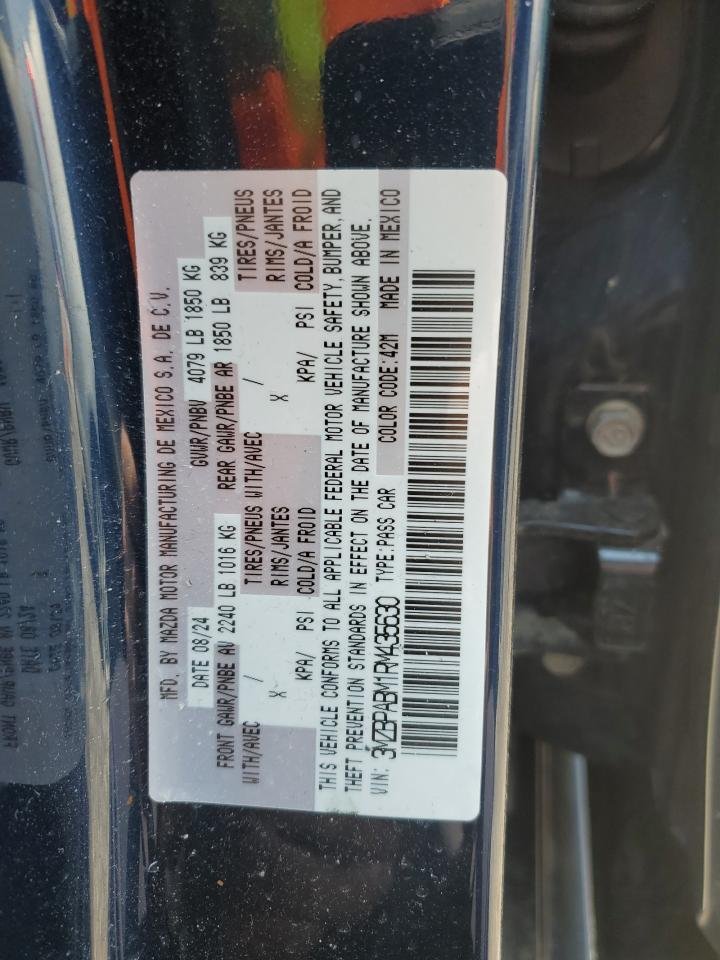 MFD. BY MAZDA MOTOR MANUFACTURING DE MEXICO S.A. DE C.V.
DATE 08/24 GVWR/PNBV 4079 LB 1850 KG
FRONT GAWR/PNBE AV 2240 LB 1016 KG REAR GAWR/PNBE AR 1850 LB 839 KG
WITH/AVEC / TIRES/PNEUS WITH/AVEC / TIRES/PNEUS
X RIMS/JANTES X RIMS/JANTES
KPA/ PSI COLD/A FROID KPA/ PSI COLD/A FROID
THIS VEHICLE CONFORMS TO ALL APPLICABLE FEDERAL MOTOR VEHICLE SAFETY, BUMPER, AND
THEFT PREVENTION STANDARDS IN EFFECT ON THE DATE OF MANUFACTURE SHOWN ABOVE.
VIN: 3MZBPABM1RM435630 TYPE:PASS CAR COLOR CODE:42M MADE IN MEXICO